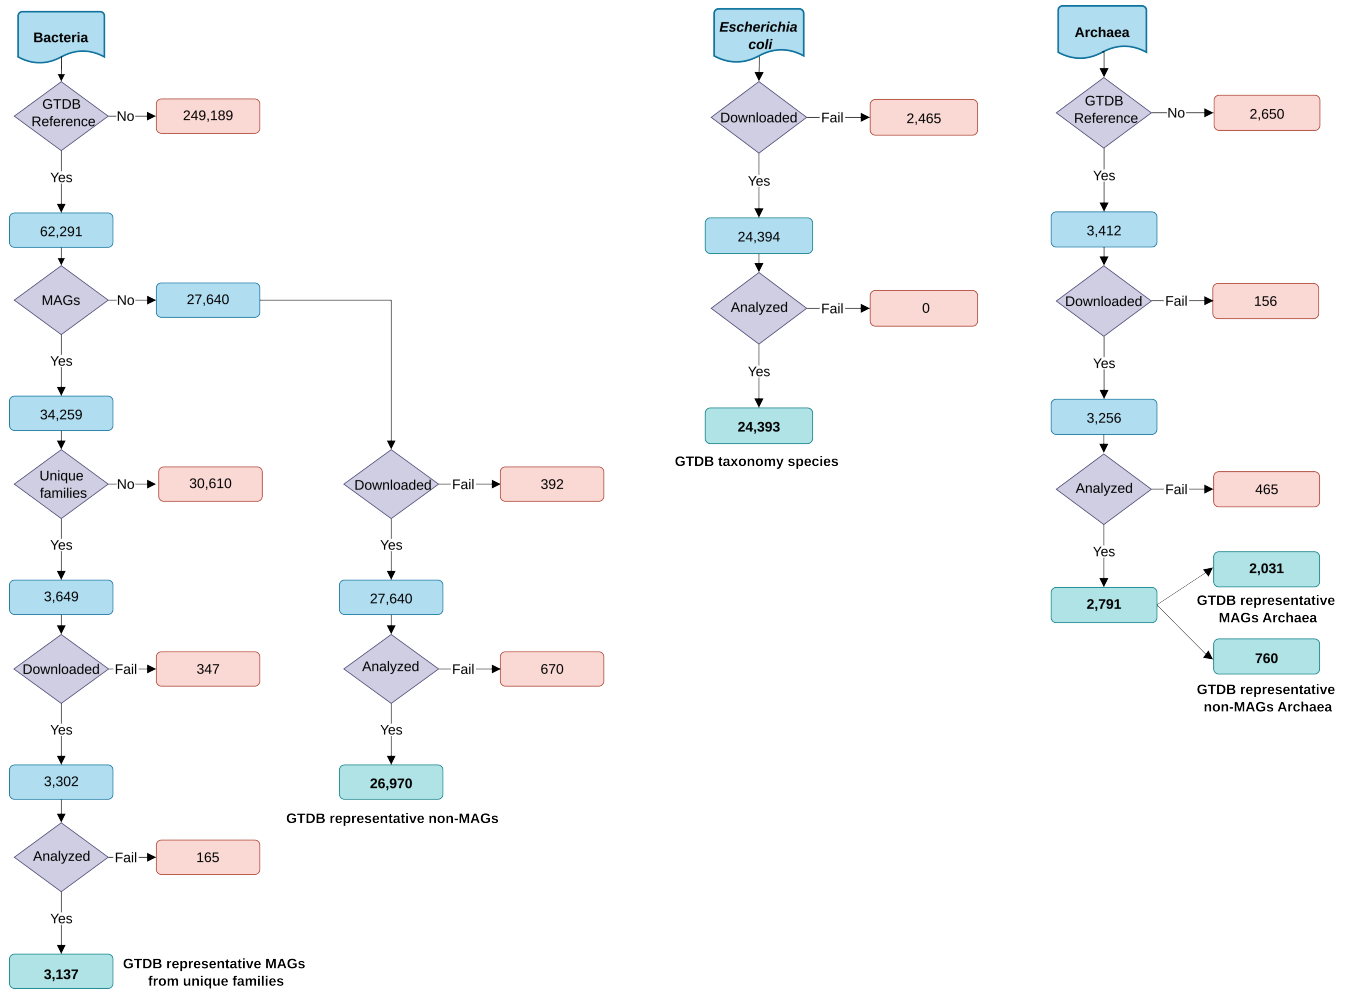 Bacteria
GTDB
Reference
No
249,189
Yes
62,291
MAGs
No
27,640
Yes
34,259
Unique
families
No
30,610
Yes
3,649
Downloaded
Fail
347
Yes
3,302
Analyzed
Fail
165
Yes
3,137
GTDB representative MAGs
from unique families
Downloaded
Fail
392
Yes
27,640
Analyzed
Fail
670
Yes
26,970
GTDB representative non-MAGs
Escherichia
coli
Downloaded
Fail
2,465
Yes
24,394
Analyzed
Fail
0
Yes
24,393
GTDB taxonomy species
Archaea
GTDB
Reference
No
2,650
Yes
3,412
Downloaded
Fail
156
Yes
3,256
Analyzed
Fail
465
Yes
2,791
2,031
GTDB representative
MAGs Archaea
760
GTDB representative
non-MAGs Archaea